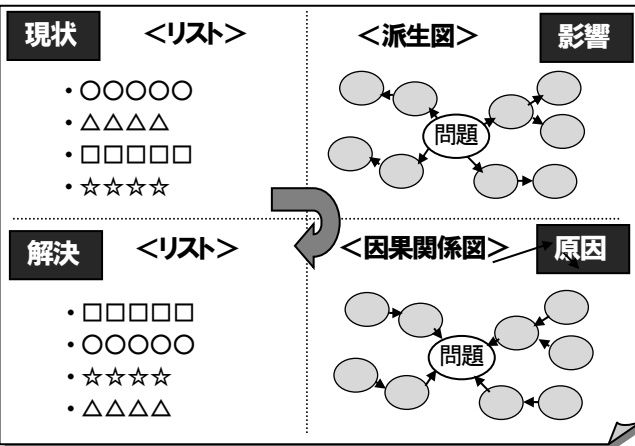 現状 <リスト>
• ○○○○○
• △△△△
• □□□□□
• ☆☆☆☆
<派生図> 影響
問題
解決 <リスト>
• □□□□□
• ○○○○○
• ☆☆☆☆
• △△△△
<因果関係図> 原因
問題